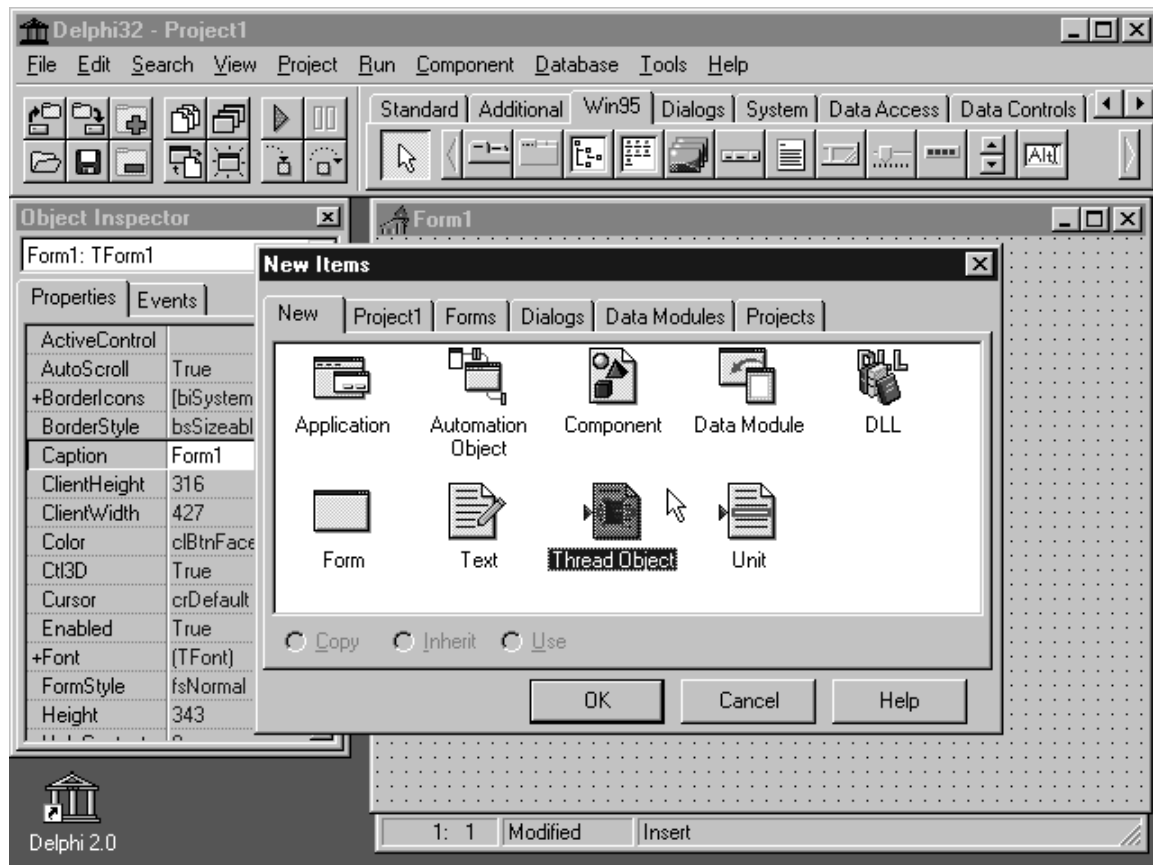 Delphi32 - Project1
File Edit Search View Project Run Component Database Tools Help
Standard Additional Win95 Dialogs System Data Access Data Controls
Object Inspector
Form1: TForm1
Properties Events
ActiveControl
AutoScroll True
+BorderIcons [biSystem
BorderStyle bsSizeabl
Caption Form1
ClientHeight 316
ClientWidth 427
Color clBtnFace
Ctl3D True
Cursor crDefault
Enabled True
+Font (TFont)
FormStyle fsNormal
Height 343
Form1
New Items
New Project1 Forms Dialogs Data Modules Projects
Application Automation Object Component Data Module DLL
Form Text Thread Object Unit
Copy Inherit Use
OK Cancel Help
Delphi 2.0
1: 1 Modified Insert